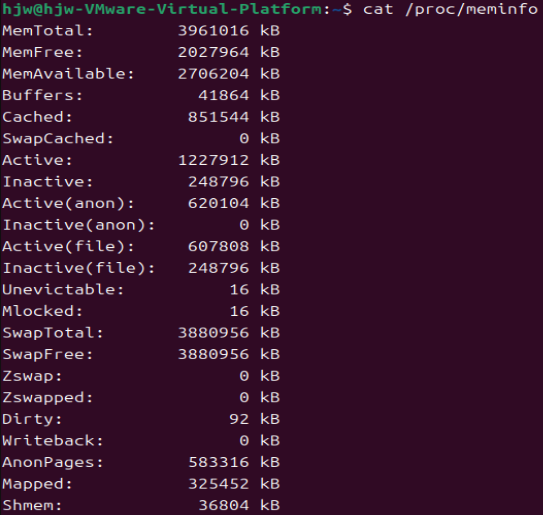 hjw@hjw-VMware-Virtual-Platform:~$ cat /proc/meminfo
MemTotal:        3961016 kB
MemFree:         2027964 kB
MemAvailable:    2706204 kB
Buffers:           41864 kB
Cached:           851544 kB
SwapCached:            0 kB
Active:          1227912 kB
Inactive:         248796 kB
Active(anon):     620104 kB
Inactive(anon):        0 kB
Active(file):     607808 kB
Inactive(file):   248796 kB
Unevictable:          16 kB
Mlocked:              16 kB
SwapTotal:       3880956 kB
SwapFree:        3880956 kB
Zswap:                 0 kB
Zswapped:              0 kB
Dirty:                92 kB
Writeback:             0 kB
AnonPages:        583316 kB
Mapped:           325452 kB
Shmem:             36804 kB